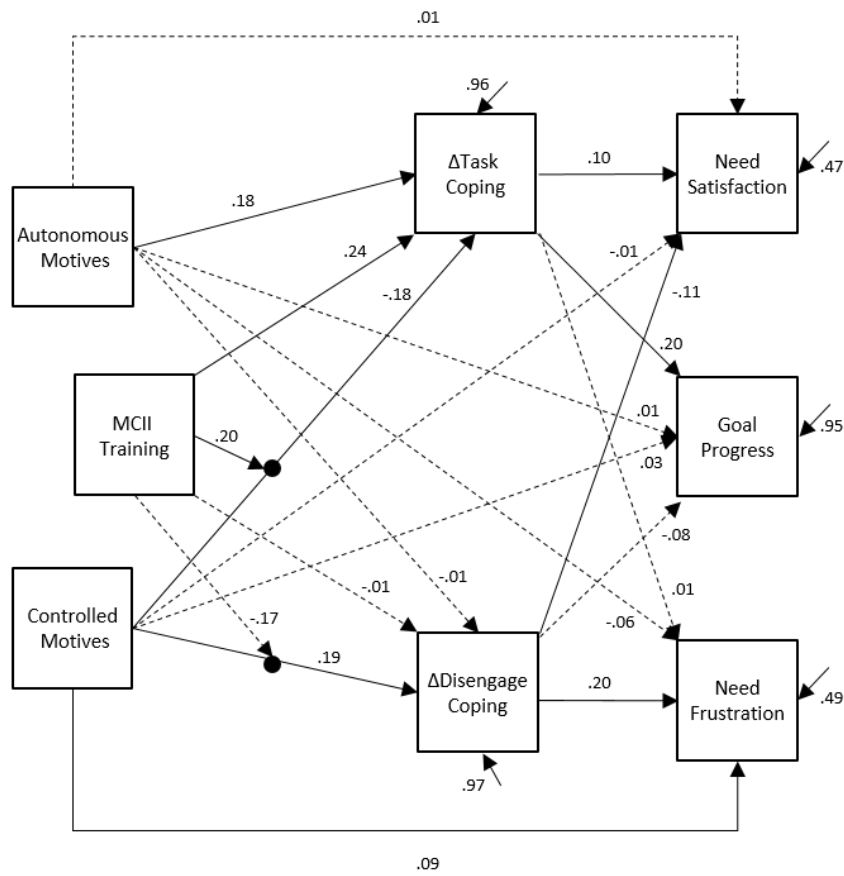 .01
.96
ΔTask
Coping
.10
Need
Satisfaction
.47
.18
Autonomous
Motives
.24
-.01
-.18
-.11
.20
MCII
Training
.20
.01
Goal
Progress
.95
.03
-.08
Controlled
Motives
-.01
-.01
.01
-.17
-.06
.19
ΔDisengage
Coping
.20
Need
Frustration
.49
.97
.09